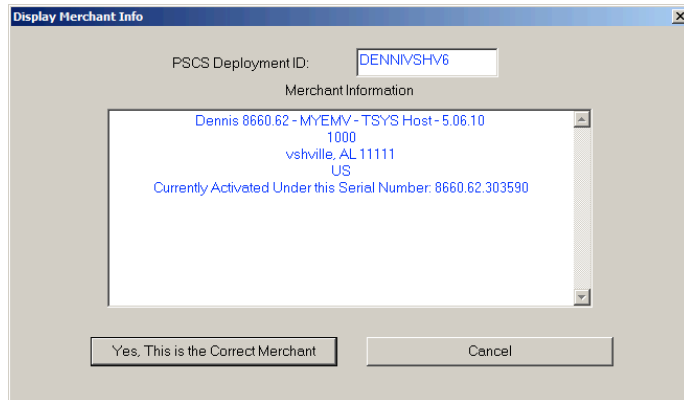 Display Merchant Info
PSCS Deployment ID: DENNIVSHV6
Merchant Information
Dennis 8660.62 - MYEMV - TSYS Host - 5.06.10
1000
vshville, AL 11111
US
Currently Activated Under this Serial Number: 8660.62.303590
Yes, This is the Correct Merchant Cancel